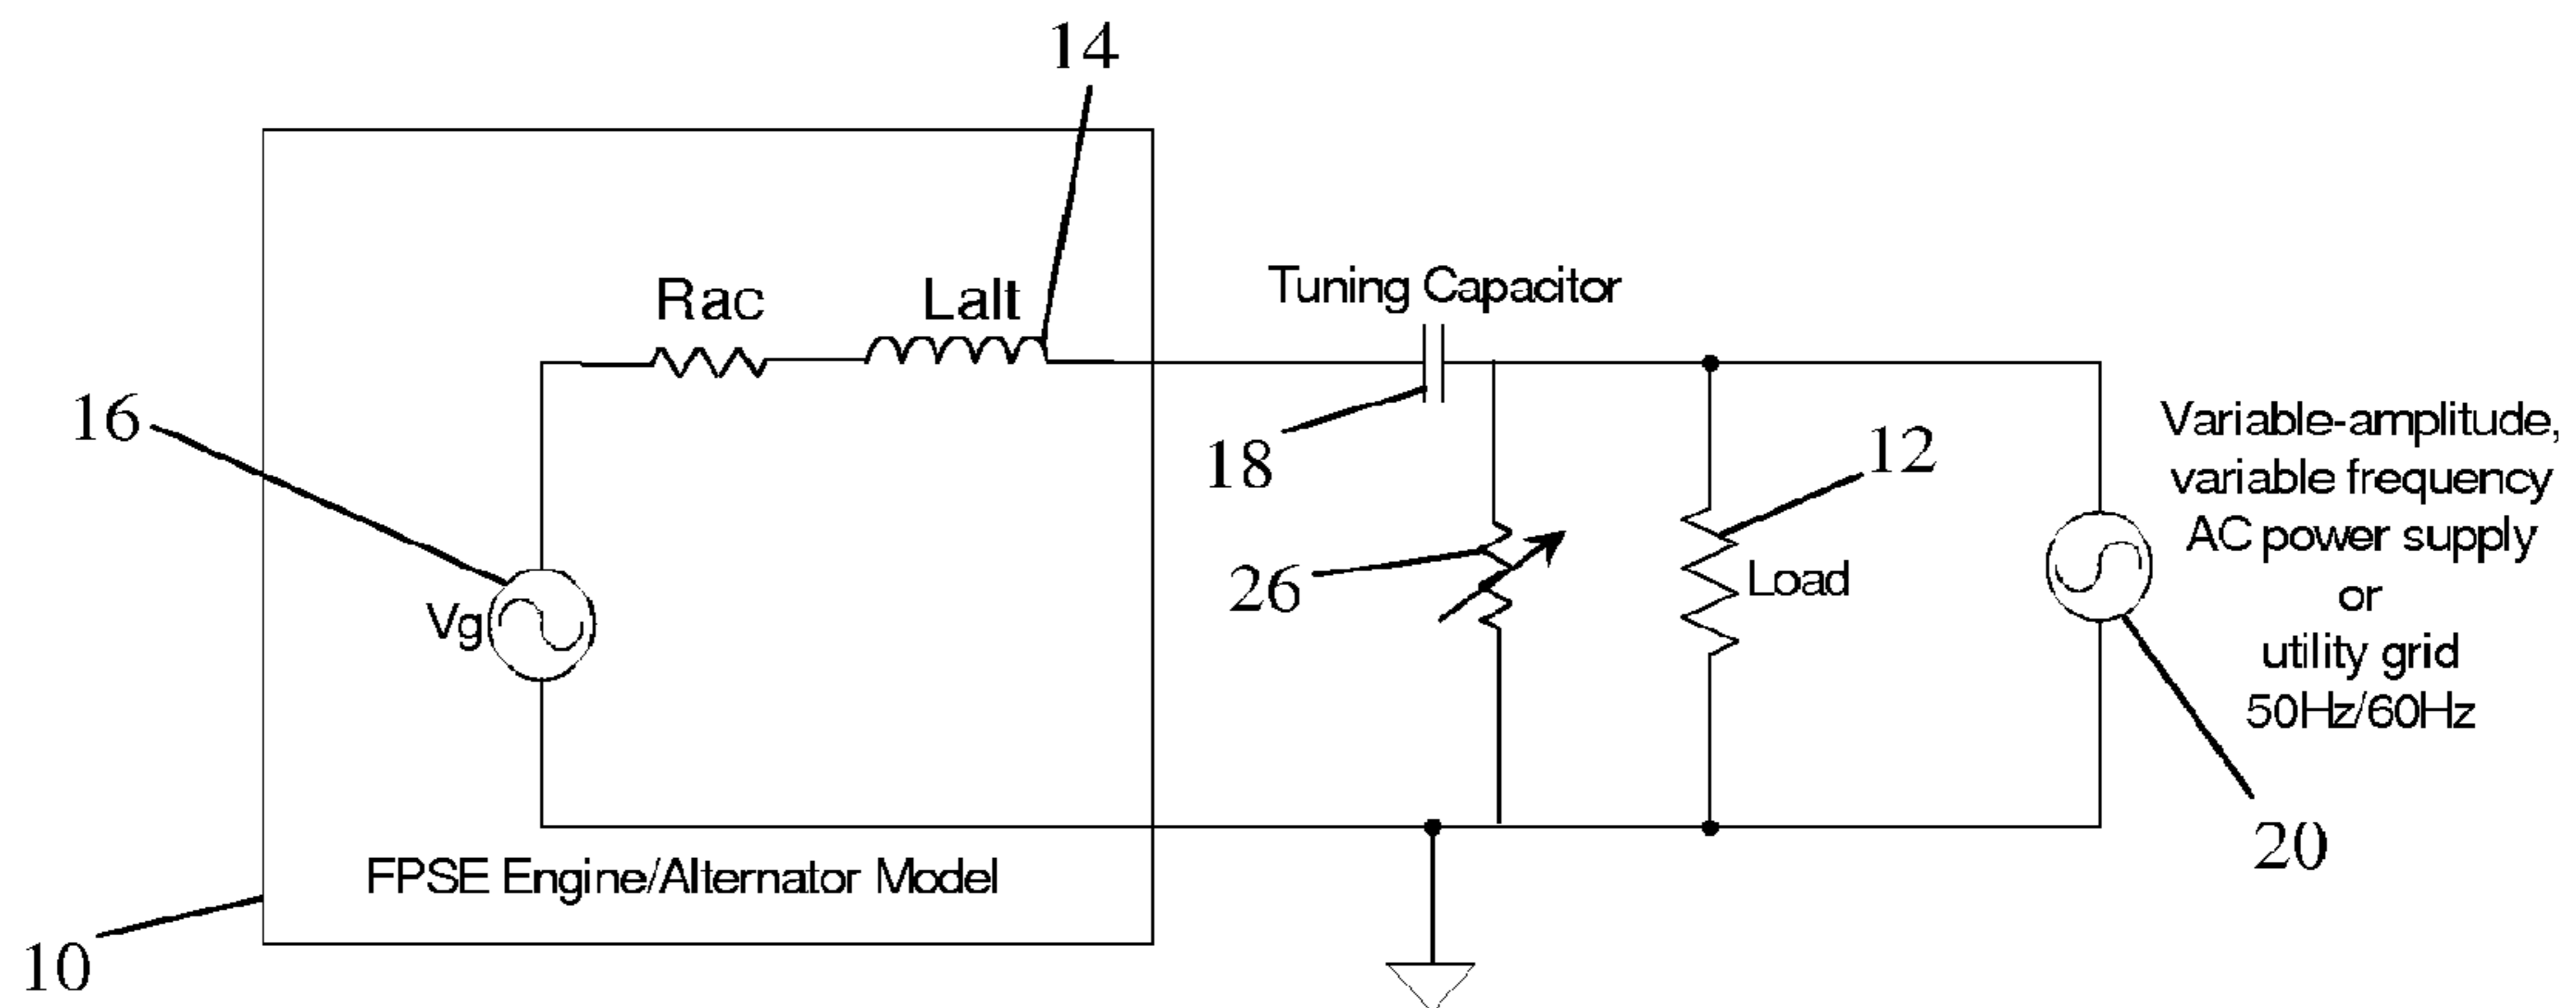 14
Rac
Lalt
Tuning Capacitor
16
18
12
Variable-amplitude,
variable frequency
AC power supply
or
utility grid
50Hz/60Hz
26
Load
Vg
20
FPSE Engine/Alternator Model
10